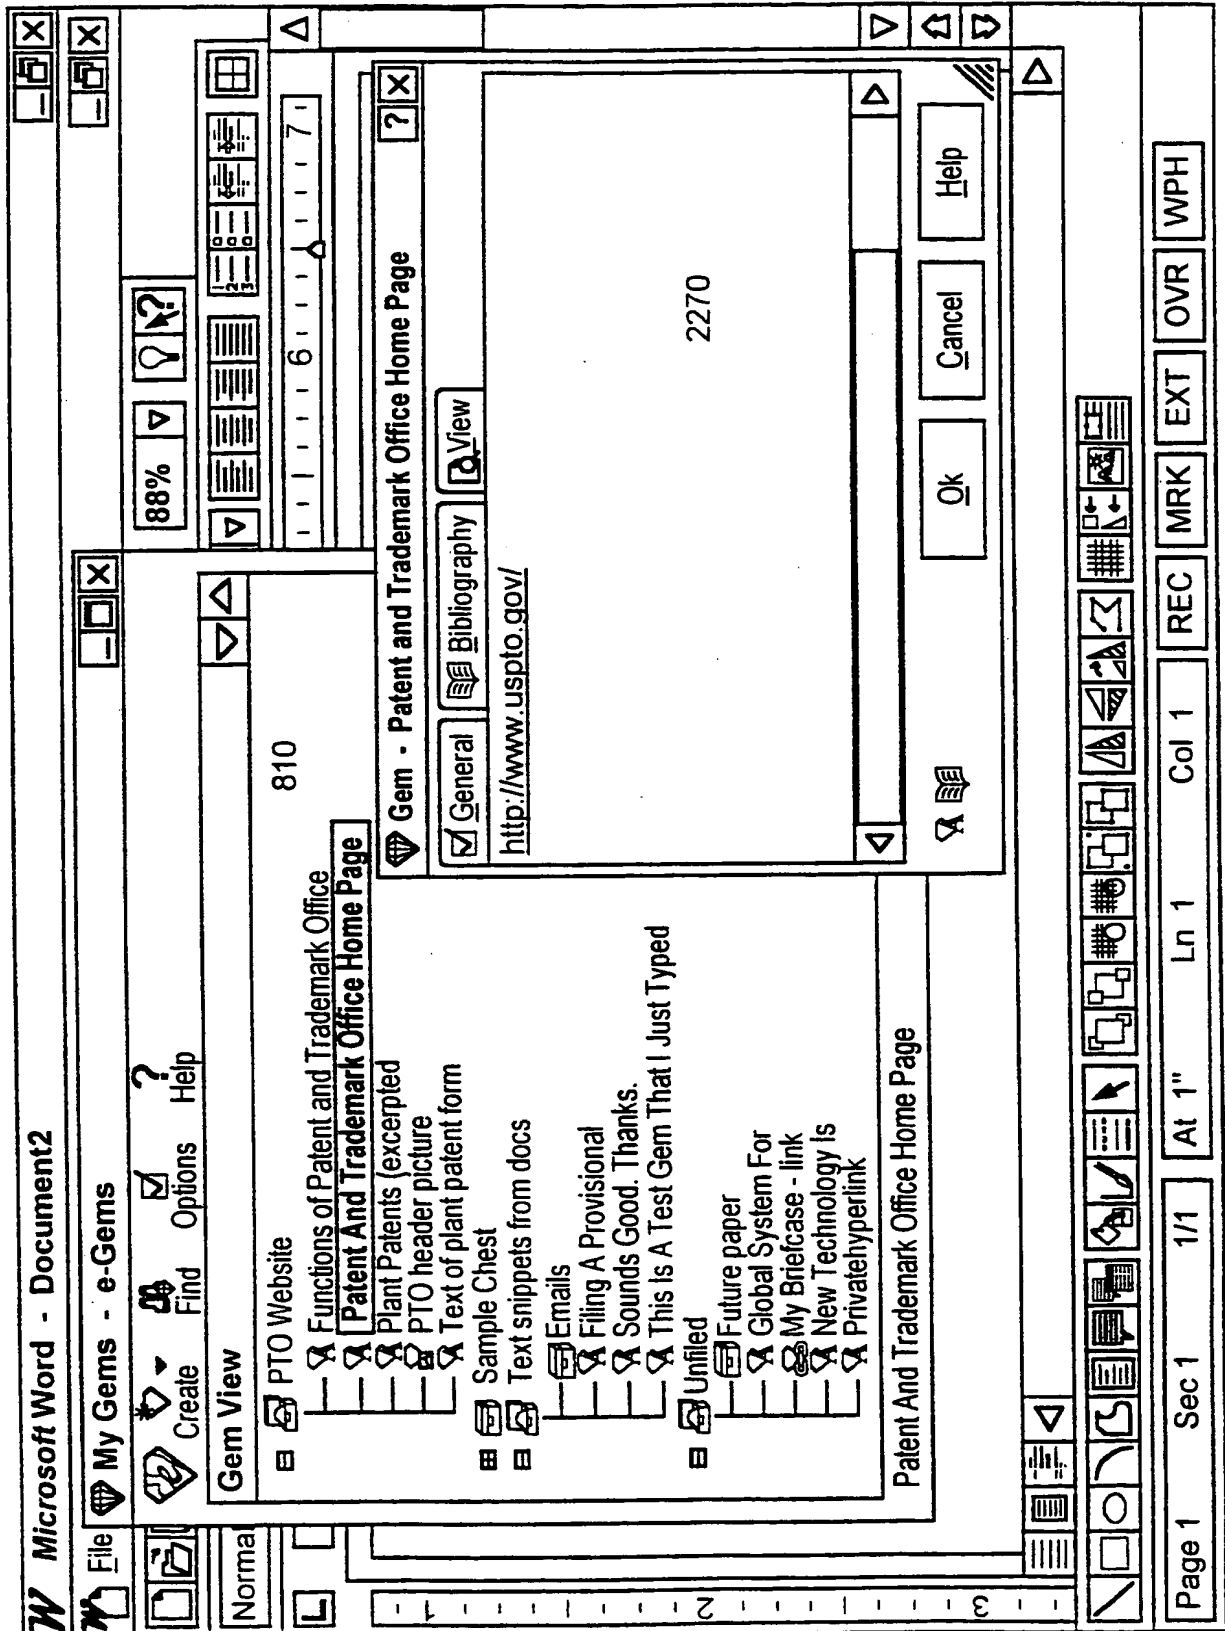 Microsoft Word - Document2
File
My Gems - e-Gems
Create
Find
Options
Help
88%
Normal
Gem View
6
7
810
PTO Website
Functions of Patent and Trademark Office
Patent And Trademark Office Home Page
Plant Patents (excerpted
PTO header picture
Text of plant patent form
Sample Chest
Text snippets from docs
Emails
Filing A Provisional
Sounds Good. Thanks.
This Is A Test Gem That I Just Typed
Unfiled
Future paper
Global System For
My Briefcase - link
New Technology Is
Privatehyperlink
Patent And Trademark Office Home Page
Gem - Patent and Trademark Office Home Page
General
Bibliography
View
http://www.uspto.gov/
2270
Ok
Cancel
Help
1
2
3
Page 1 Sec 1 1/1 At 1" Ln 1 Col 1 REC MRK EXT OVR WPH